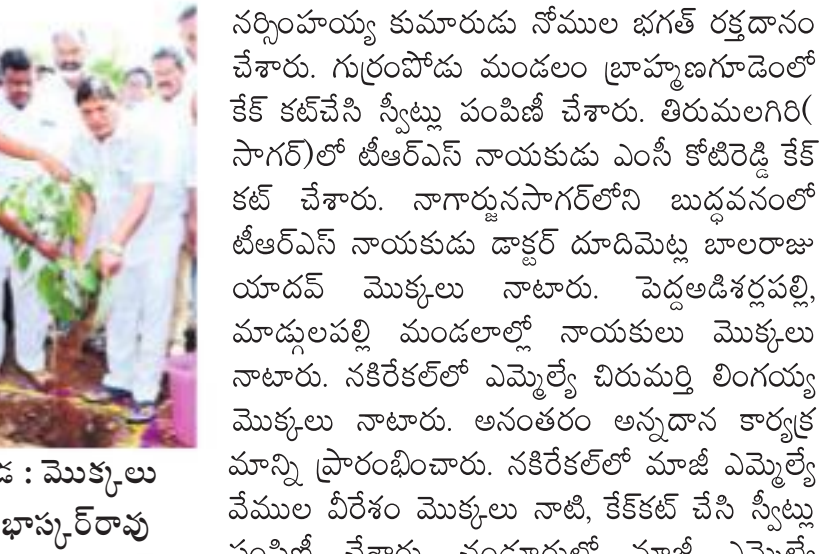 నర్సింహయ్య కుమారుడు నోముల భగత్ రక్తదానం
చేశారు. గుర్రంపోడు మండలం బ్రాహ్మణగూడెంలో
కేక్ కట్‌చేసి స్వీట్లు పంపిణీ చేశారు. తిరుమలగిరి(
సాగర్)లో టీఆర్ఎస్ నాయకుడు ఎంసీ కోటిరెడ్డి కేక్
కట్ చేశారు. నాగార్జునసాగర్‌లోని బుద్ధవనంలో
టీఆర్ఎస్ నాయకుడు డాక్టర్ దూదిమెట్ల బాలరాజు
యాదవ్ మొక్కలు నాటారు. పెద్దఅడిశర్లపల్లి,
మాడ్గులపల్లి మండలాల్లో నాయకులు మొక్కలు
నాటారు. నకిరేకల్‌లో ఎమ్మెల్యే చిరుమర్తి లింగయ్య
మొక్కలు నాటారు. అనంతరం అన్నదాన కార్యక్ర
మాన్ని ప్రారంభించారు. నకిరేకల్‌లో మాజీ ఎమ్మెల్యే
వేముల వీరేశం మొక్కలు నాటి, కేక్‌కట్ చేసి స్వీట్లు
పంపిణీ చేశారు. చండూరులో మాజీ ఎమ్మెల్యే
డ : మొక్కలు
భాస్కర్‌రావు